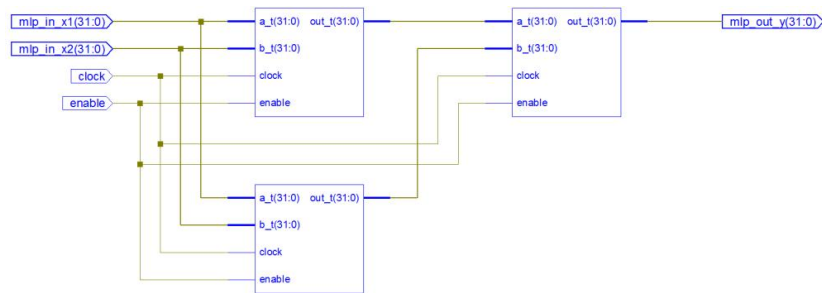 mlp_in_x1(31:0)
mlp_in_x2(31:0)
clock
enable
a_t(31:0) out_t(31:0)
b_t(31:0)
clock
enable
a_t(31:0) out_t(31:0)
b_t(31:0)
clock
enable
mlp_out_y(31:0)
a_t(31:0) out_t(31:0)
b_t(31:0)
clock
enable